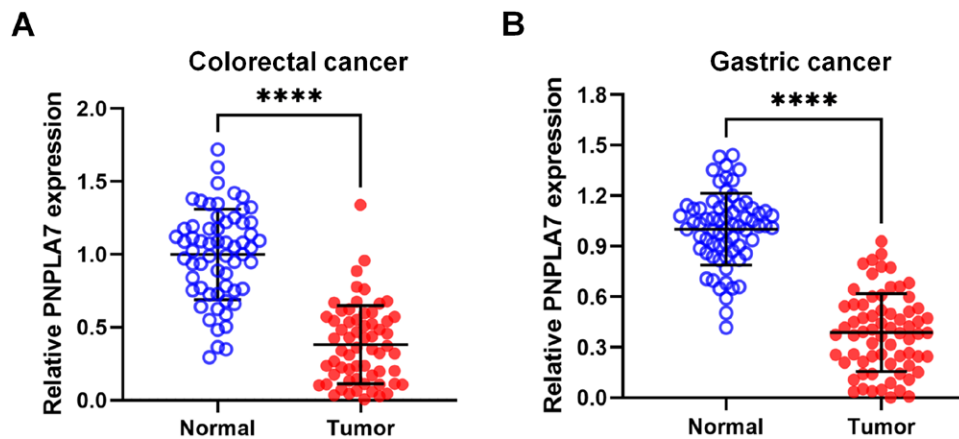 A
Colorectal cancer
****
Relative PNPLA7 expression
2.0
1.5
1.0
0.5
0.0
Normal Tumor
B
Gastric cancer
****
Relative PNPLA7 expression
1.8
1.5
1.2
0.9
0.6
0.3
0.0
Normal Tumor